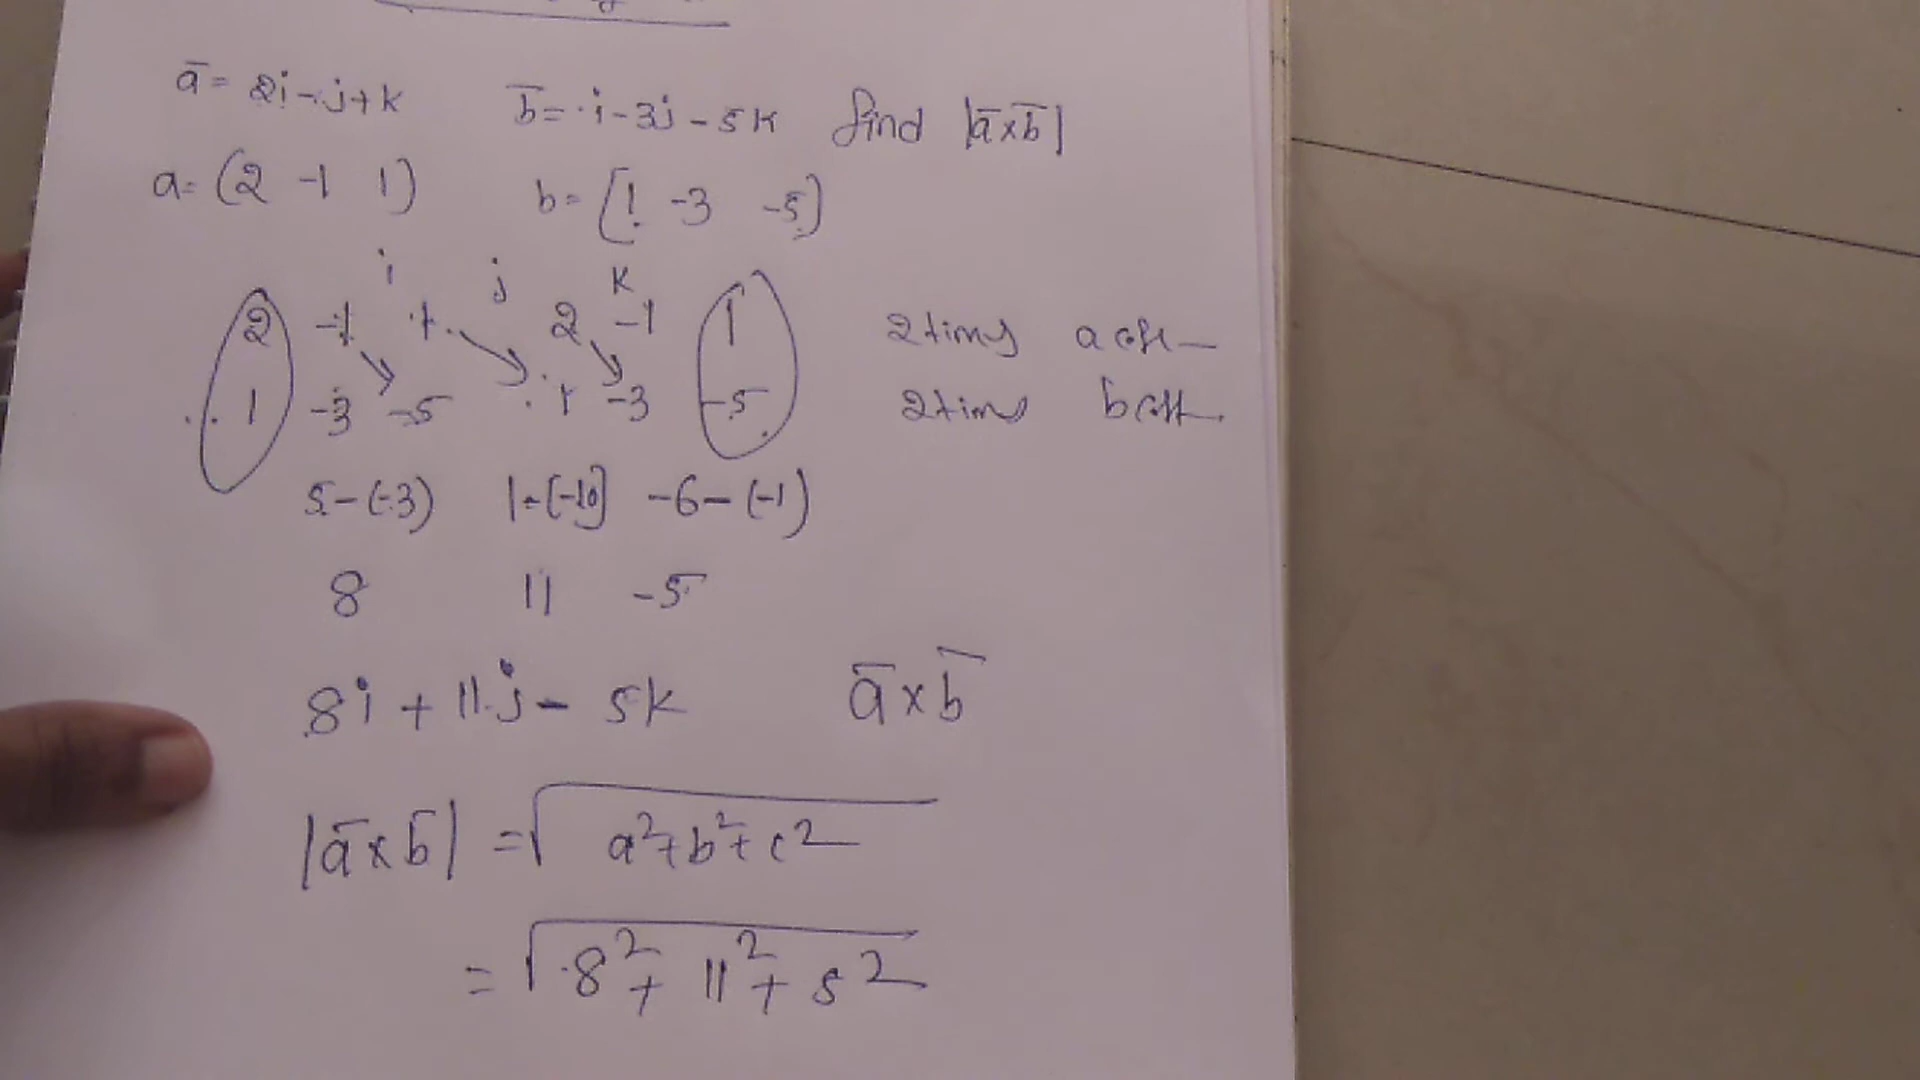 a̅ = 2i-j+k b̅ = i-3j-5k find |a̅×b̅|
a= (2 -1 1) b= [1 -3 -5]
i j k
2 -1 1 2 -1 1 2 times a
1 -3 -5 1 -3 -5 2 times b
5-(-3) 1-(-10) -6-(-1)
8 11 -5
8i + 11j - 5k a̅×b̅
|a̅×b̅| = √a²+b²+c²
= √8²+11²+5²